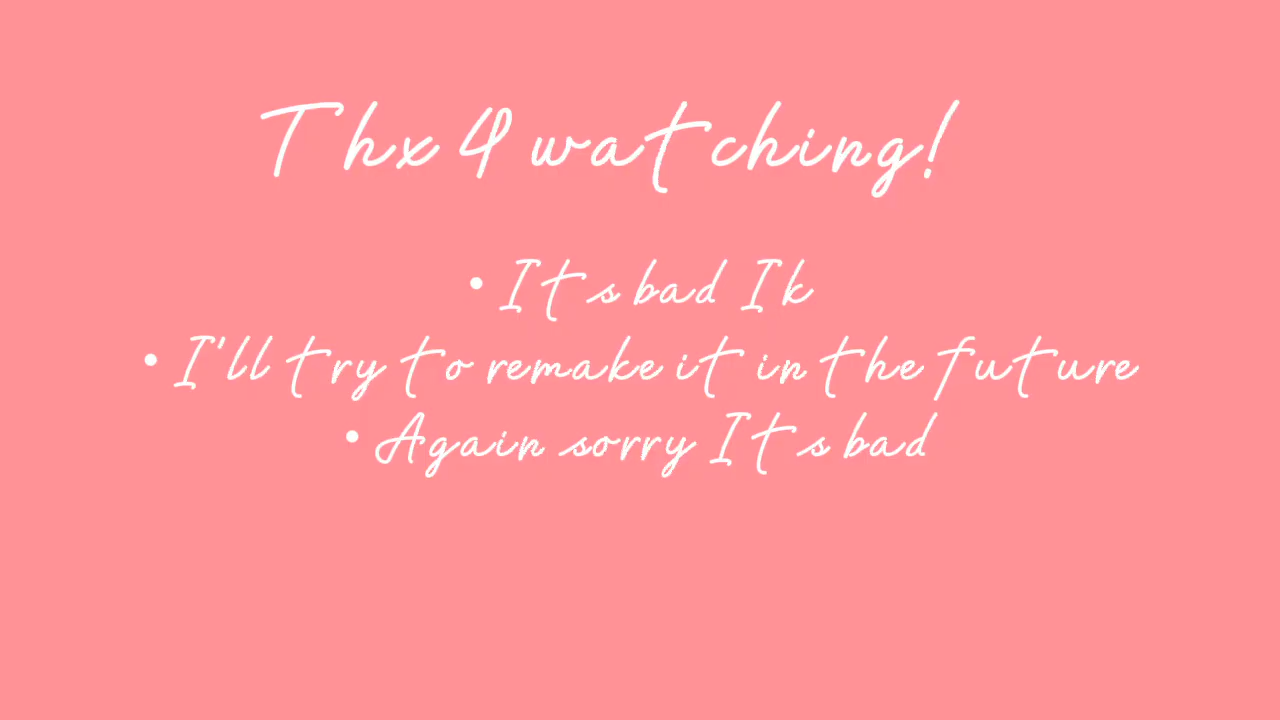 Thx 4 watching!
• Its bad Ik
• I'll try to remake it in the future
• Again sorry Its bad